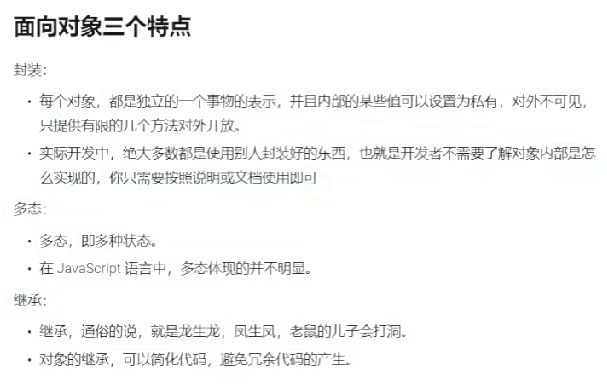 面向对象三个特点
封装：
• 每个对象，都是独立的一个事物的表示，并且内部的某些值可以设置为私有，对外不可见，
只提供有限的几个方法对外开放。
• 实际开发中，绝大多数都是使用别人封装好的东西，也就是开发者不需要了解对象内部是怎
么实现的，你只需要按照说明或文档使用即可
多态：
• 多态，即多种状态。
• 在 JavaScript 语言中，多态体现的并不明显。
继承：
• 继承，通俗的说，就是龙生龙，凤生凤，老鼠的儿子会打洞。
• 对象的继承，可以简化代码，避免冗余代码的产生。